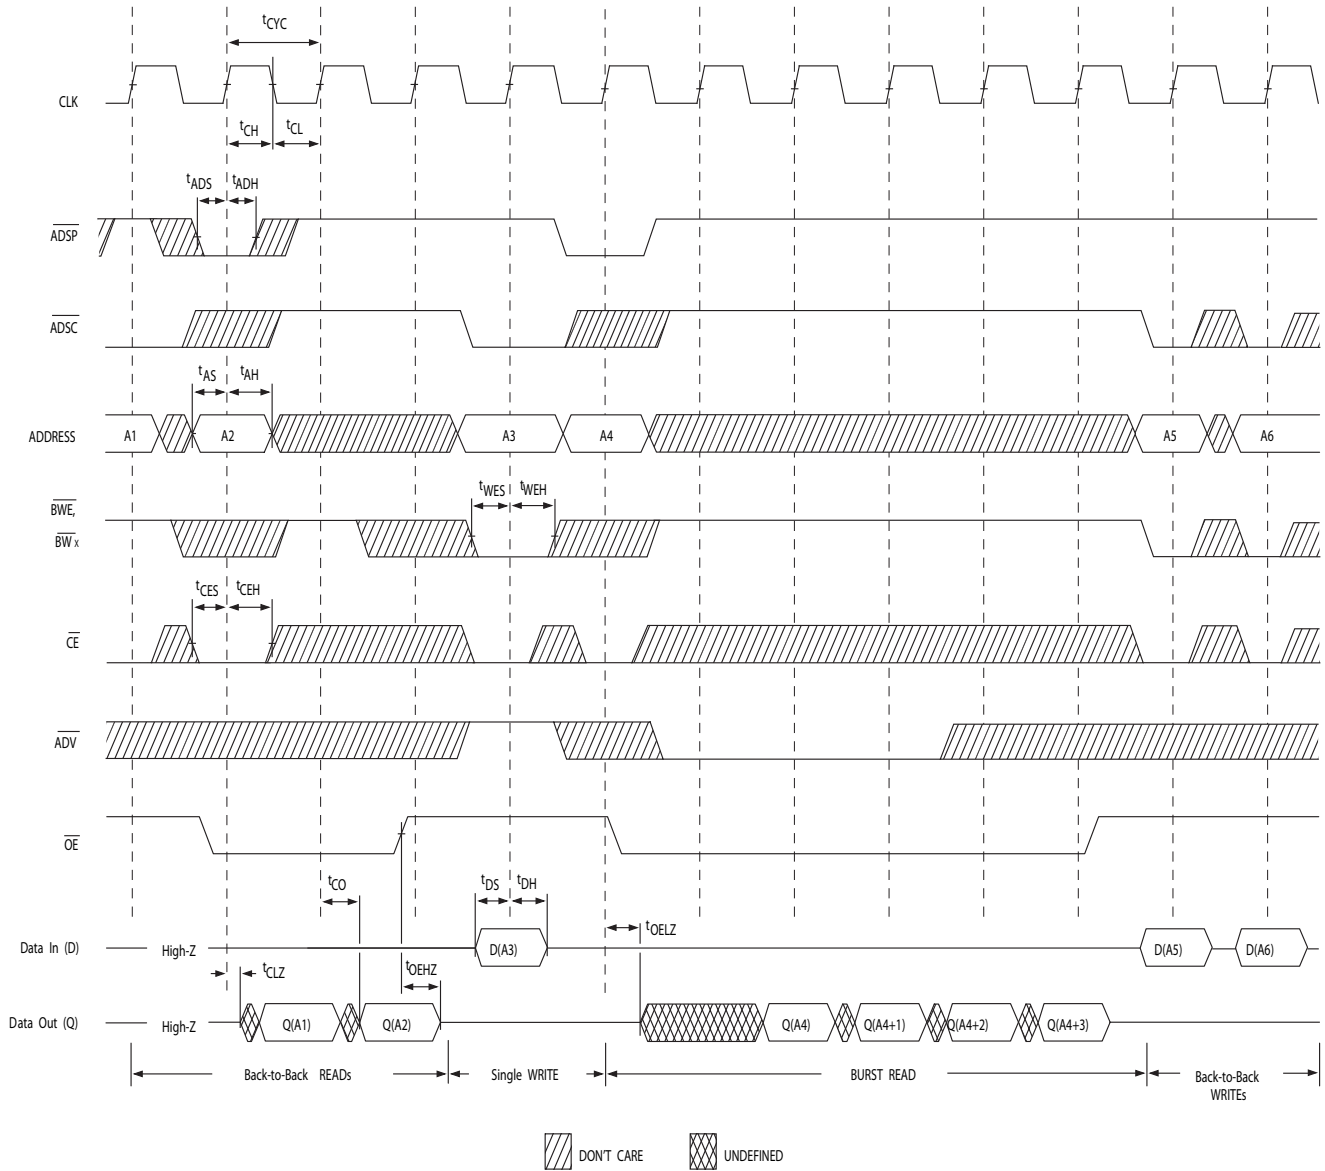 tCYC
CLK
tCH tCL
tADS tADH
ADSP
ADSC
tAS tAH
ADDRESS A1 A2 A3 A4 A5 A6
tWES tWEH
BWE,
BW x
tCES tCEH
CE
ADV
OE
tCO tDS tDH
tOELZ
Data In (D) High-Z D(A3) D(A5) D(A6)
tCLZ tOEHZ
Data Out (Q) High-Z Q(A1) Q(A2) Q(A4) Q(A4+1) Q(A4+2) Q(A4+3)
Back-to-Back READs Single WRITE BURST READ Back-to-Back
WRITEs
DON'T CARE UNDEFINED